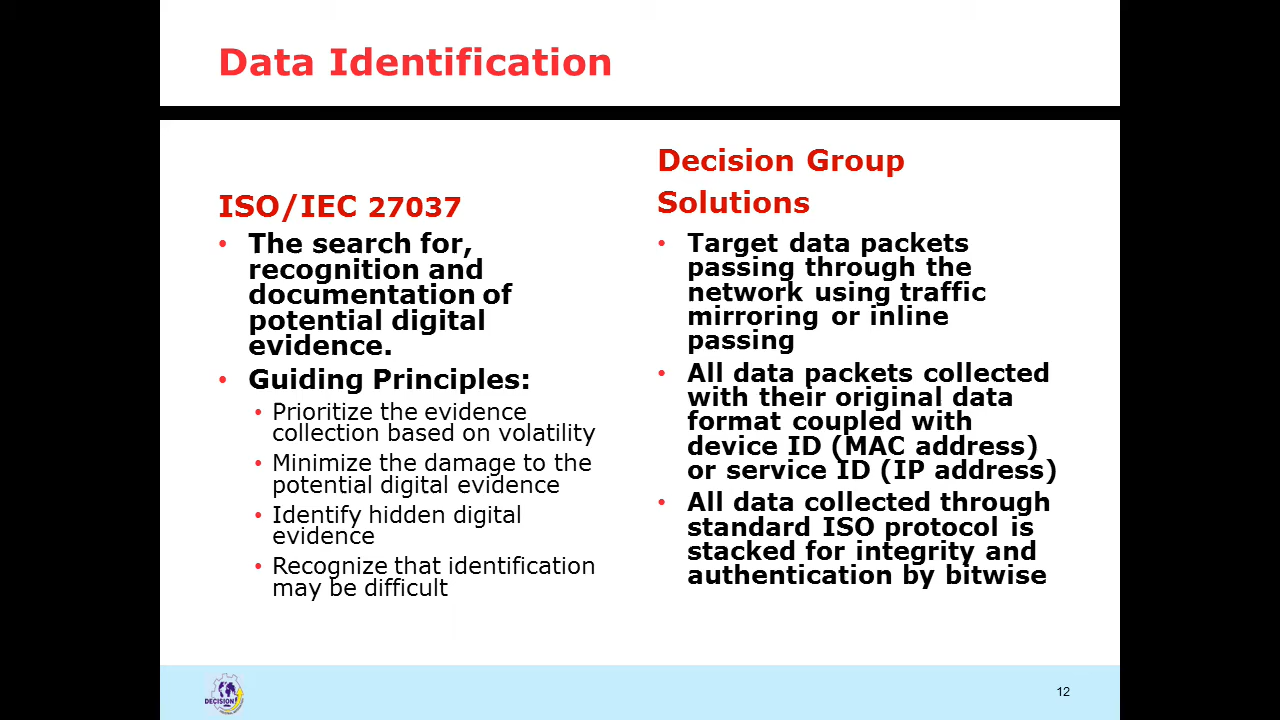 Data Identification
ISO/IEC 27037
• The search for,
recognition and
documentation of
potential digital
evidence.
• Guiding Principles:
• Prioritize the evidence
collection based on volatility
• Minimize the damage to the
potential digital evidence
• Identify hidden digital
evidence
• Recognize that identification
may be difficult
Decision Group
Solutions
• Target data packets
passing through the
network using traffic
mirroring or inline
passing
• All data packets collected
with their original data
format coupled with
device ID (MAC address)
or service ID (IP address)
• All data collected through
standard ISO protocol is
stacked for integrity and
authentication by bitwise
DECISION
12